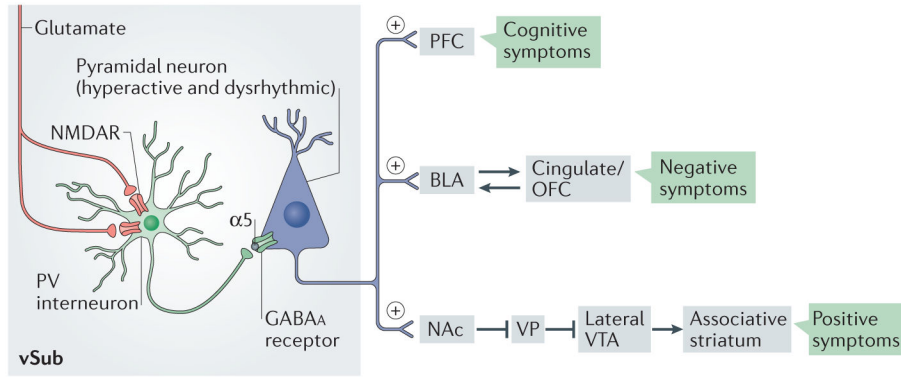 Glutamate
Pyramidal neuron
(hyperactive and dysrhythmic)
NMDAR
α5
PV
interneuron
GABAA
receptor
vSub
+
PFC
Cognitive
symptoms
+
BLA
Cingulate/
OFC
Negative
symptoms
+
NAc
VP
Lateral
VTA
Associative
striatum
Positive
symptoms